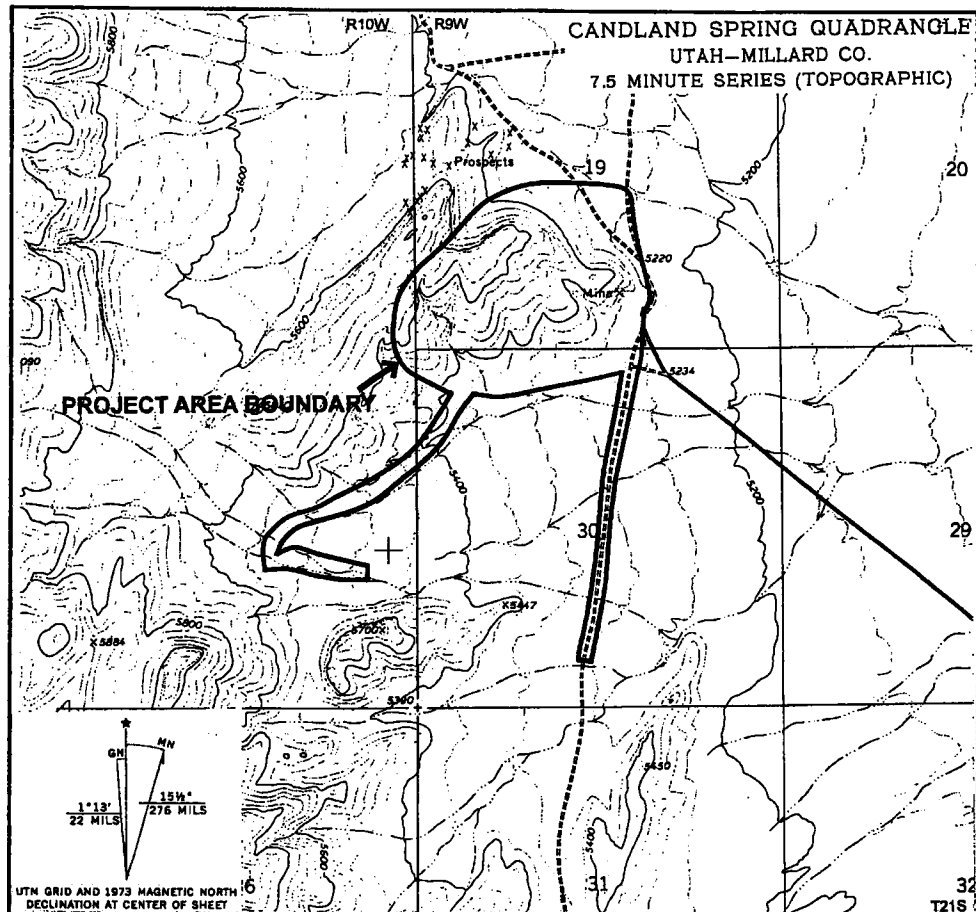 R10W R9W
CANDLAND SPRING QUADRANGLE
UTAH-MILLARD CO.
7.5 MINUTE SERIES (TOPOGRAPHIC)
5800
5600
Prospects
19
5200
20
5220
Mine
5600
5234
PROJECT AREA BOUNDARY
5400
5200
30
29
5447
5884
5800
5700
5450
GN
MN
1°13'
22 MILS
15½°
276 MILS
5600
5400
UTM GRID AND 1973 MAGNETIC NORTH
DECLINATION AT CENTER OF SHEET
6
31
32
T21S